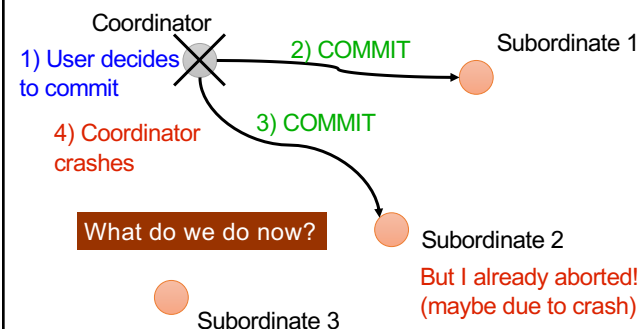 Coordinator
1) User decides
to commit
2) COMMIT
Subordinate 1
3) COMMIT
4) Coordinator
crashes
What do we do now?
Subordinate 2
But I already aborted!
(maybe due to crash)
Subordinate 3